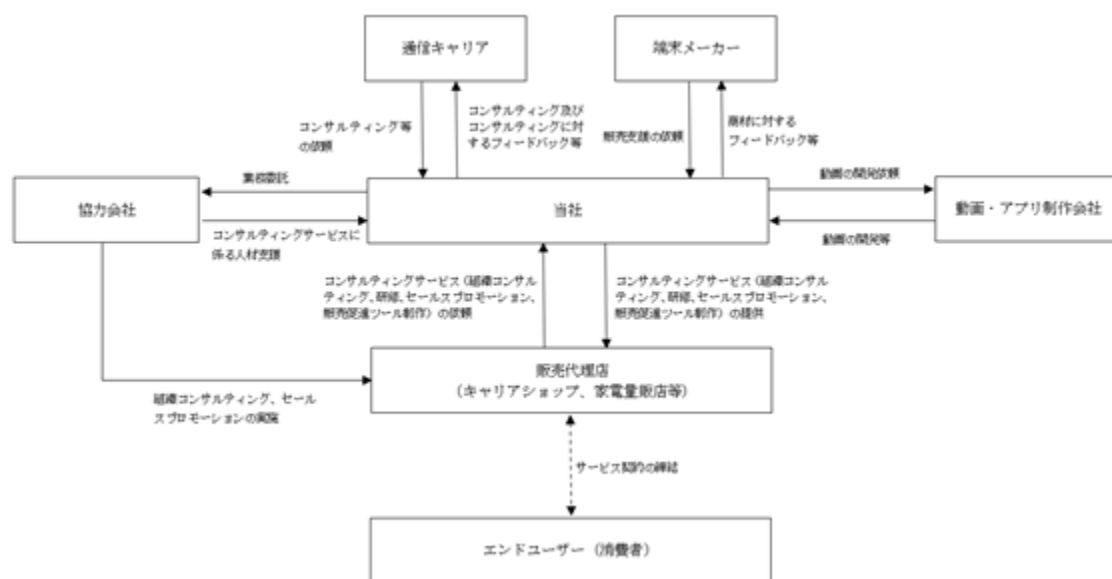 通信キャリア
端末メーカー
コンサルティング等
の依頼
コンサルティング及び
コンサルティングに対
するフィードバック等
販売支援の依頼
商材に対する
フィードバック等
業務委託
動画の開発依頼
協力会社
当社
動画・アプリ制作会社
コンサルティングサービスに
係る人材支援
動画の開発等
コンサルティングサービス（組織コンサル
ティング、研修、セールスプロモーション、
販売促進ツール制作）の依頼
コンサルティングサービス（組織コンサル
ティング、研修、セールスプロモーション、
販売促進ツール制作）の提供
販売代理店
（キャリアショップ、家電量販店等）
組織コンサルティング、セール
スプロモーションの実施
サービス契約の締結
エンドユーザー（消費者）